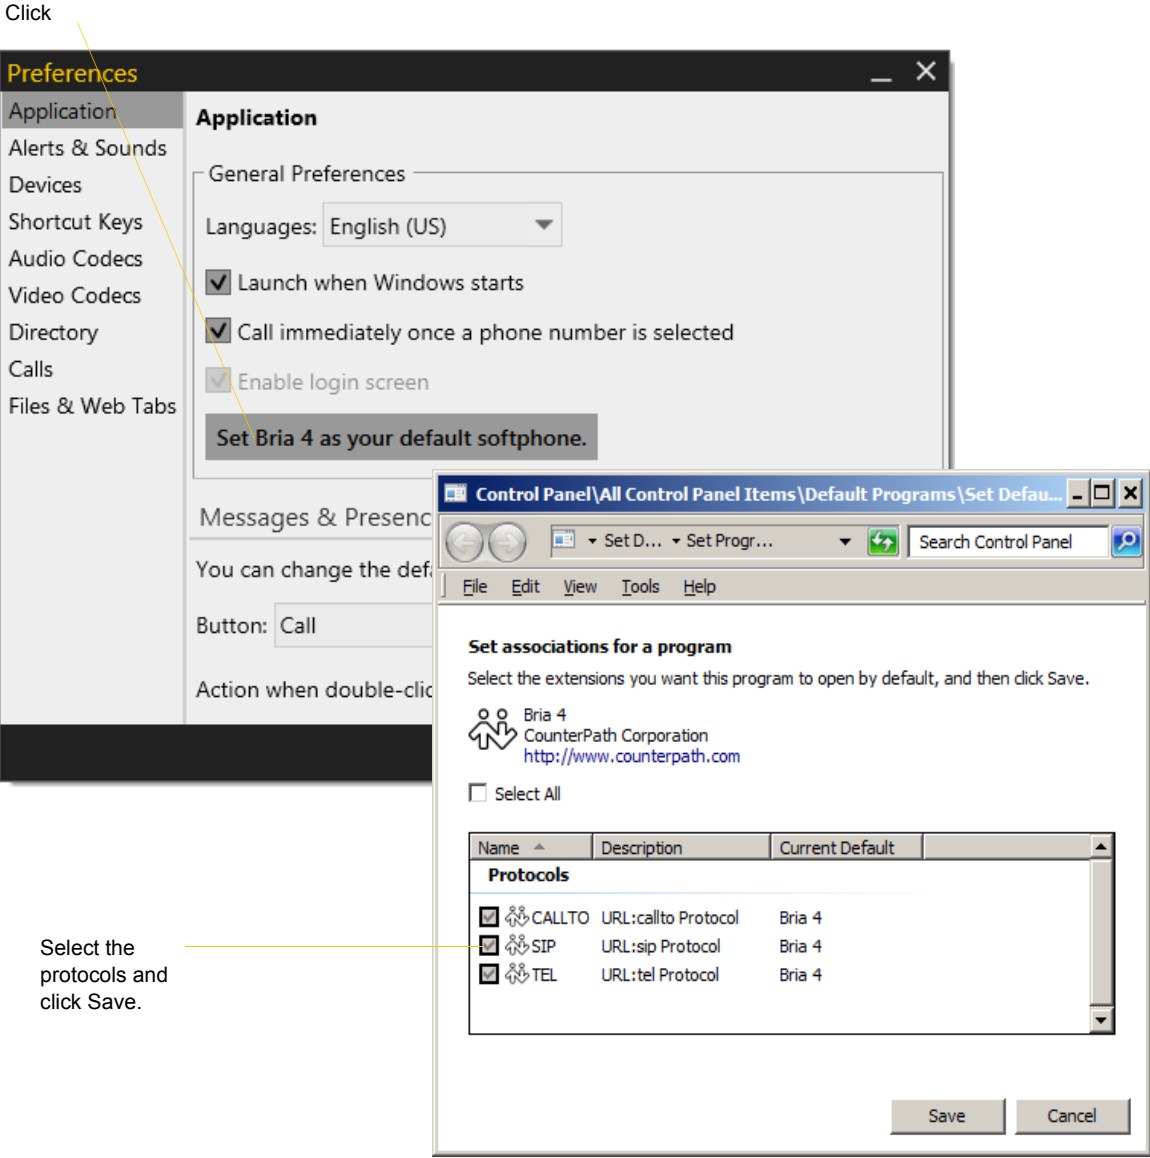 Click
Preferences
Application
Alerts & Sounds
Devices
Shortcut Keys
Audio Codecs
Video Codecs
Directory
Calls
Files & Web Tabs
Application
General Preferences
Languages: English (US)
Launch when Windows starts
Call immediately once a phone number is selected
Enable login screen
Set Bria 4 as your default softphone.
Messages & Presenc
You can change the defa
Button: Call
Action when double-clic
Control Panel\All Control Panel Items\Default Programs\Set Defau...
Set D... Set Progr...
Search Control Panel
File Edit View Tools Help
Set associations for a program
Select the extensions you want this program to open by default, and then click Save.
Bria 4
CounterPath Corporation
http://www.counterpath.com
Select All
Name Description Current Default
Protocols
CALLTO URL:callto Protocol Bria 4
SIP URL:sip Protocol Bria 4
TEL URL:tel Protocol Bria 4
Save Cancel
Select the
protocols and
click Save.